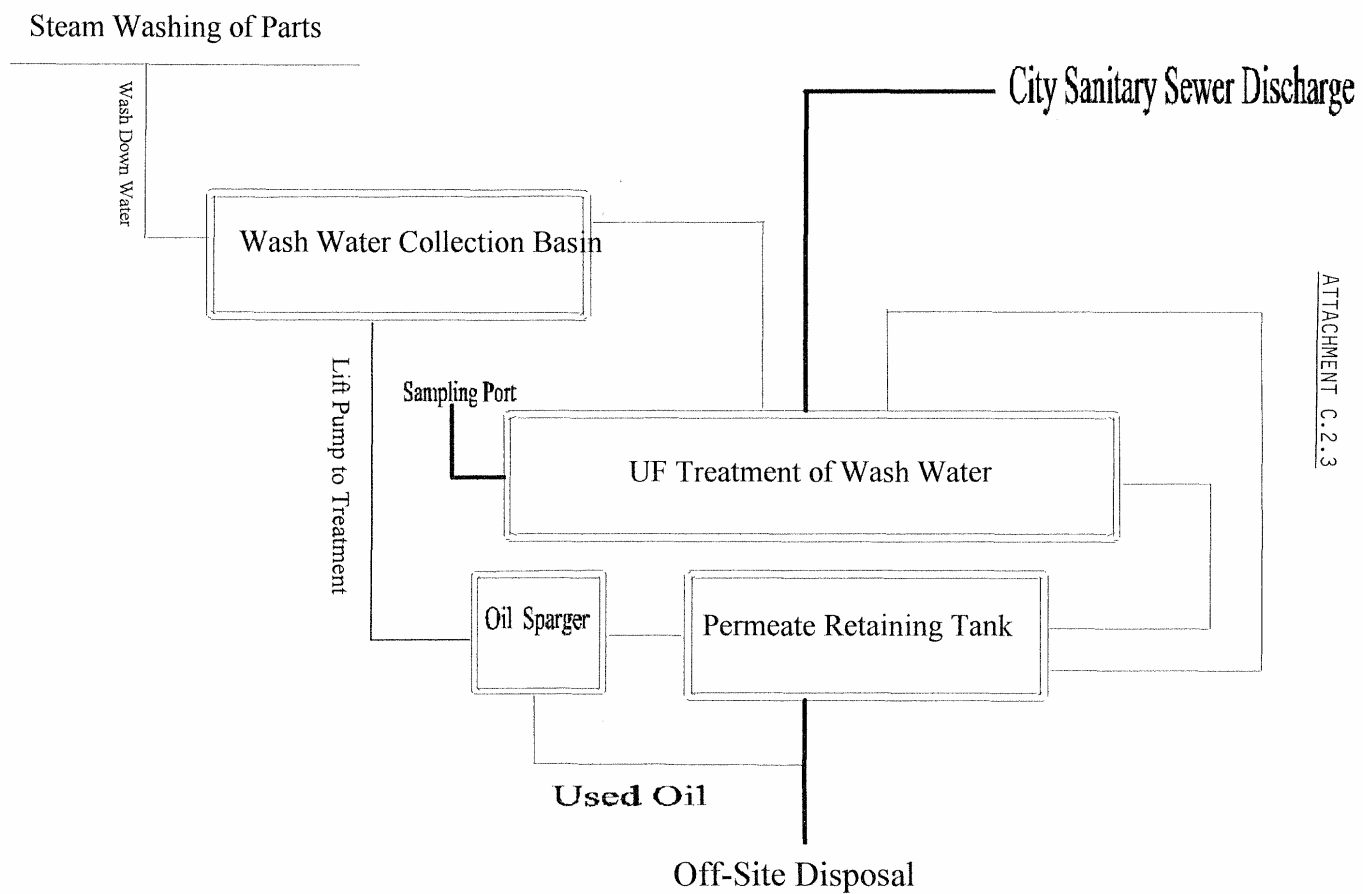 Steam Washing of Parts
City Sanitary Sewer Discharge
Wash Down Water
Wash Water Collection Basin
ATTACHMENT C.2.3
Lift Pump to Treatment
Sampling Port
UF Treatment of Wash Water
Oil Sparger
Permeate Retaining Tank
Used Oil
Off-Site Disposal